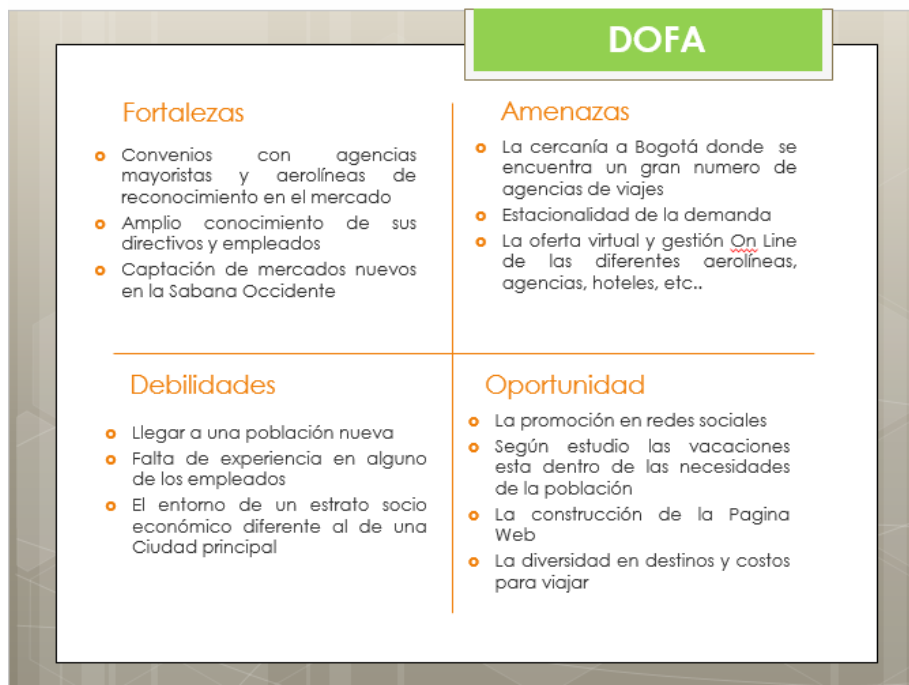 DOFA
Fortalezas
Convenios con agencias
mayoristas y aerolíneas de
reconocimiento en el mercado
Amplio conocimiento de sus
directivos y empleados
Captación de mercados nuevos
en la Sabana Occidente
Amenazas
La cercanía a Bogotá donde se
encuentra un gran numero de
agencias de viajes
Estacionalidad de la demanda
La oferta virtual y gestión On Line
de las diferentes aerolíneas,
agencias, hoteles, etc..
Debilidades
Llegar a una población nueva
Falta de experiencia en alguno
de los empleados
El entorno de un estrato socio
económico diferente al de una
Ciudad principal
Oportunidad
La promoción en redes sociales
Según estudio las vacaciones
esta dentro de las necesidades
de la población
La construcción de la Pagina
Web
La diversidad en destinos y costos
para viajar